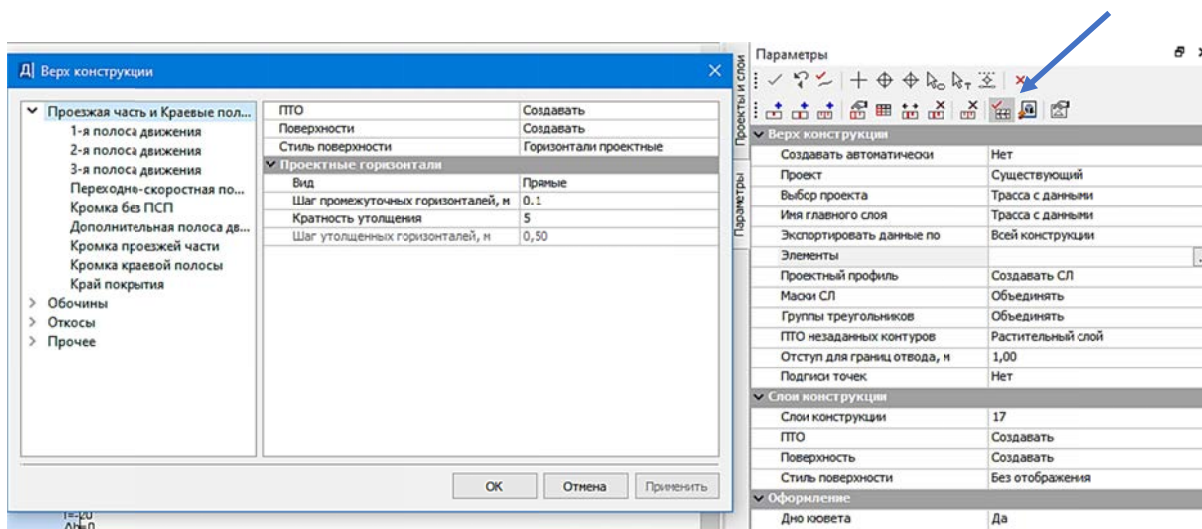 Верх конструкции
Проезжая часть и Краевые пол...
1-я полоса движения
2-я полоса движения
3-я полоса движения
Переходно-скоростная по...
Кромка без ПСП
Дополнительная полоса дв...
Кромка проезжей части
Кромка краевой полосы
Край покрытия
Обочины
Откосы
Прочее
ПТО Создавать
Поверхности Создавать
Стиль поверхности Горизонтали проектные
Проектные горизонтали
Вид Прямые
Шаг промежуточных горизонталей, м 0.1
Кратность утолщения 5
Шаг утолщенных горизонталей, м 0,50
ОК Отмена Применить
i=-20
Δh=0
Проекты и слои
Параметры
Параметры
Верх конструкции
Создавать автоматически Нет
Проект Существующий
Выбор проекта Трасса с данными
Имя главного слоя Трасса с данными
Экспортировать данные по Всей конструкции
Элементы
Проектный профиль Создавать СЛ
Маски СЛ Объединять
Группы треугольников Объединять
ПТО незаданных контуров Растительный слой
Отступ для границ отвода, м 1,00
Подписи точек Нет
Слои конструкции
Слои конструкции 17
ПТО Создавать
Поверхность Создавать
Стиль поверхности Без отображения
Оформление
Дно кювета Да